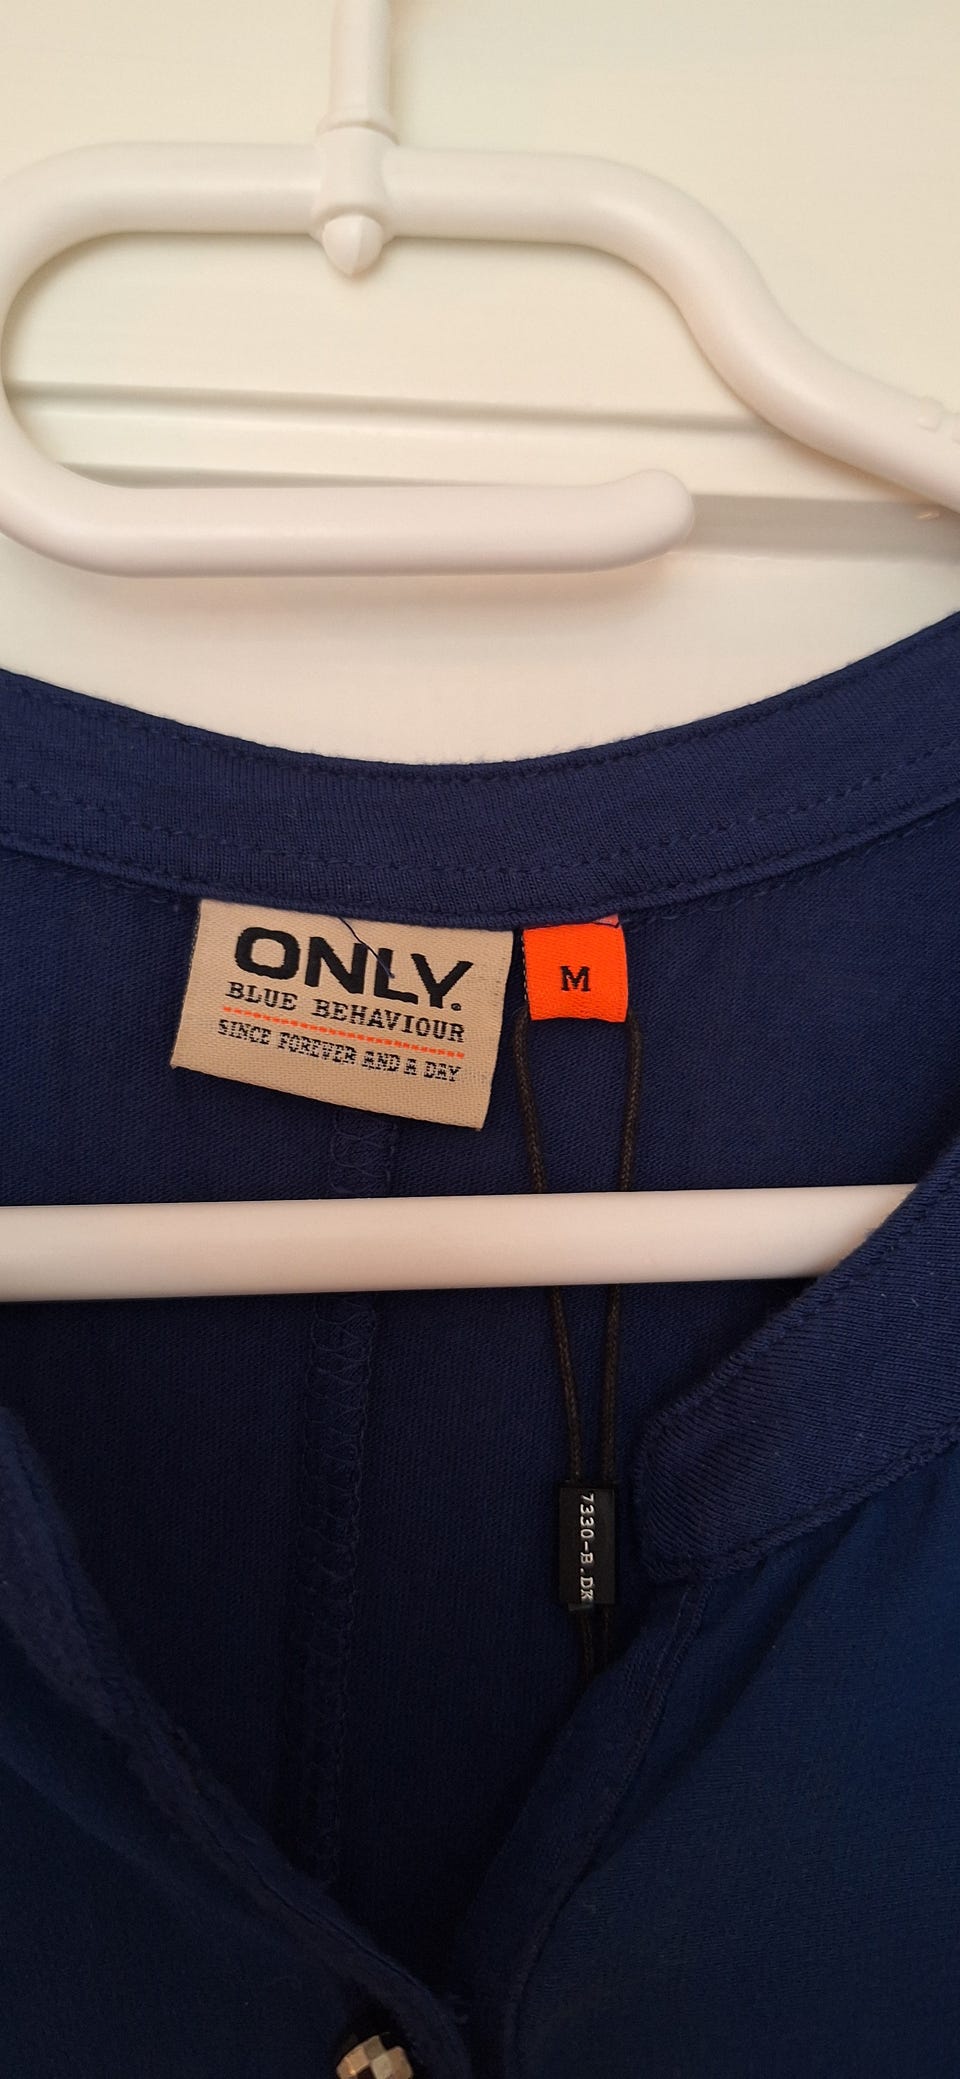 ONLY.
BLUE BEHAVIOUR
SINCE FOREVER AND A DAY
M
7330-B.DK